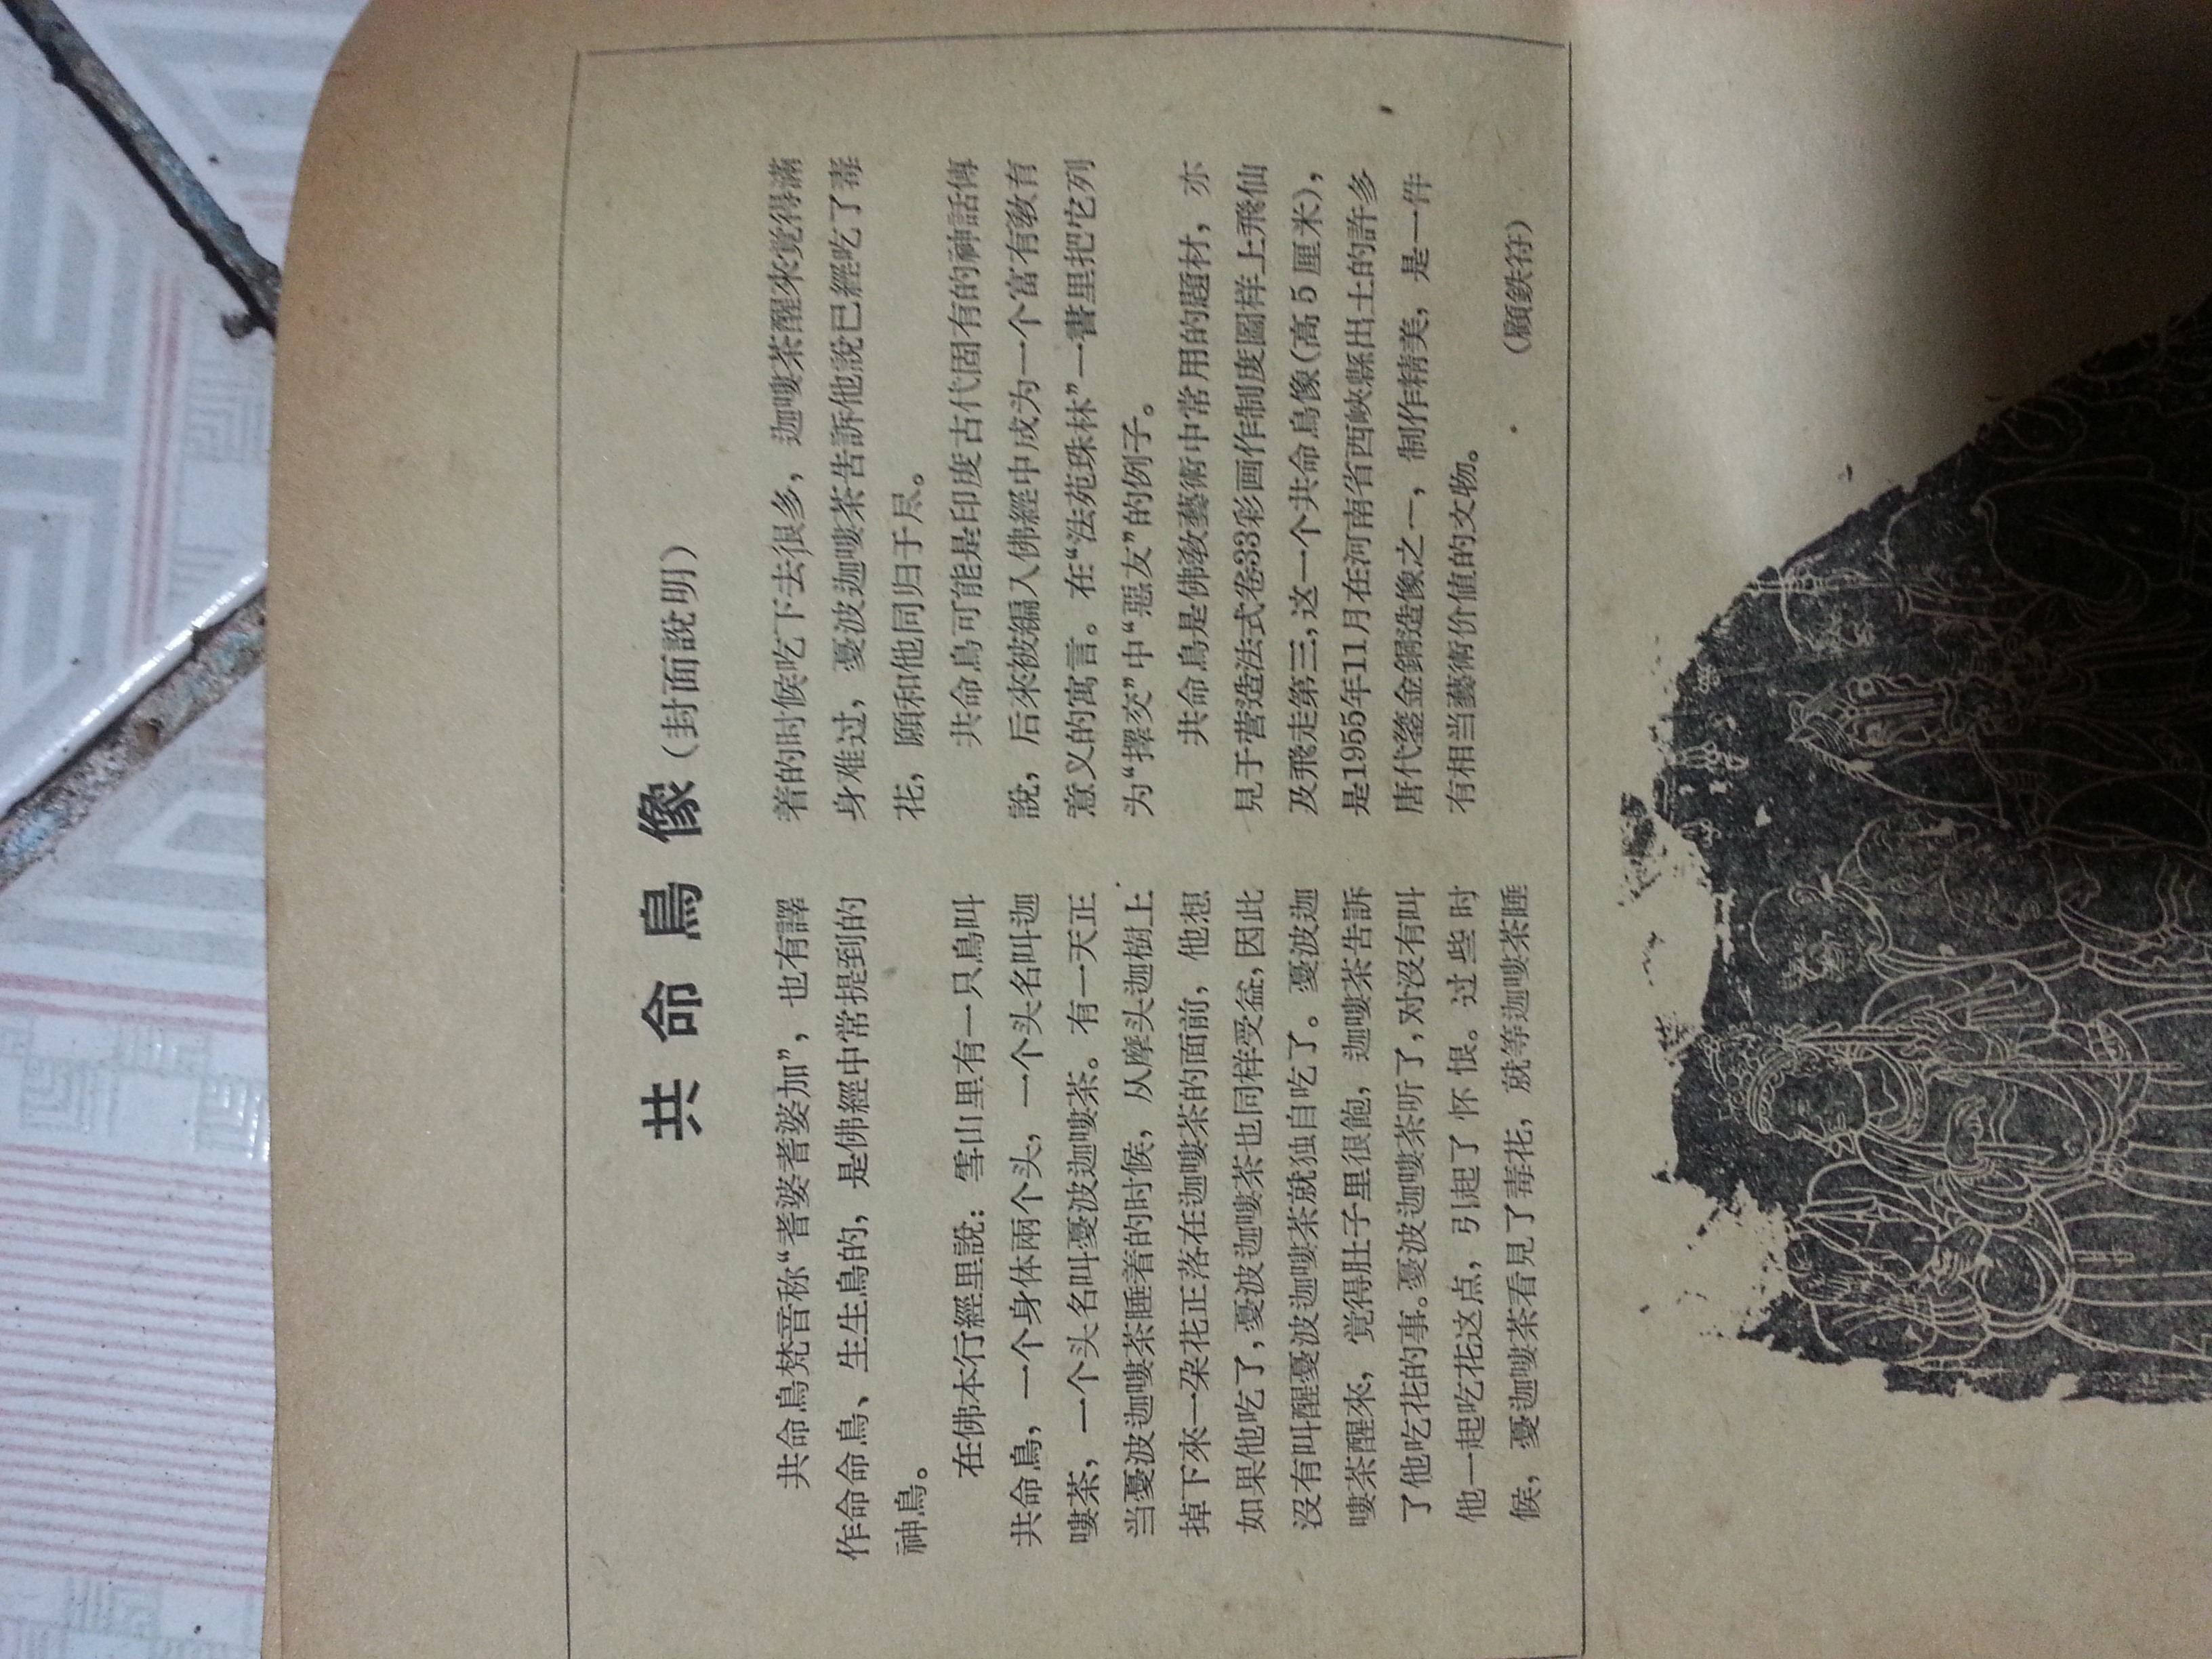 共命鳥像(封面說明)
共命鳥梵音称“耆婆耆婆加”，也有譯
作命命鳥、生生鳥的，是佛經中常提到的
神鳥。
在佛本行經里說：雪山里有一只鳥叫
共命鳥，一个身体兩个头，一个头名叫迦
嘍茶，一个头名叫憂波迦嘍茶。有一天正
当憂波迦嘍茶睡着的时候，从摩头迦樹上
掉下來一朶花正落在迦嘍茶的面前，他想
如果他吃了，憂波迦嘍茶也同样受益，因此
沒有叫醒憂波迦嘍茶就独自吃了。憂波迦
嘍茶醒來，覚得肚子里很飽，迦嘍茶告訴
了他吃花的事。憂波迦嘍茶听了，对沒有叫
他一起吃花这点，引起了怀恨。过些时
候，憂迦嘍茶看見了毒花，就等迦嘍茶睡
着的时候吃下去很多，迦嘍茶醒來覚得滿
身难过，憂波迦嘍茶告訴他說已經吃了毒
花，願和他同归于尽。
共命鳥可能是印度古代固有的神話傳
說，后來被編入佛經中成为一个富有敎育
意义的寓言。在“法苑珠林”一書里把它列
为“擇交”中“惡友”的例子。
共命鳥是佛敎藝術中常用的題材，亦
見于营造法式卷33彩画作制度圖样上飛仙
及飛走第三，这一个共命鳥像(高5厘米)，
是1955年11月在河南省西峽縣出土的許多
唐代鎏金銅造像之一，制作精美，是一件
有相当藝術价値的文物。
(顧鉄符)